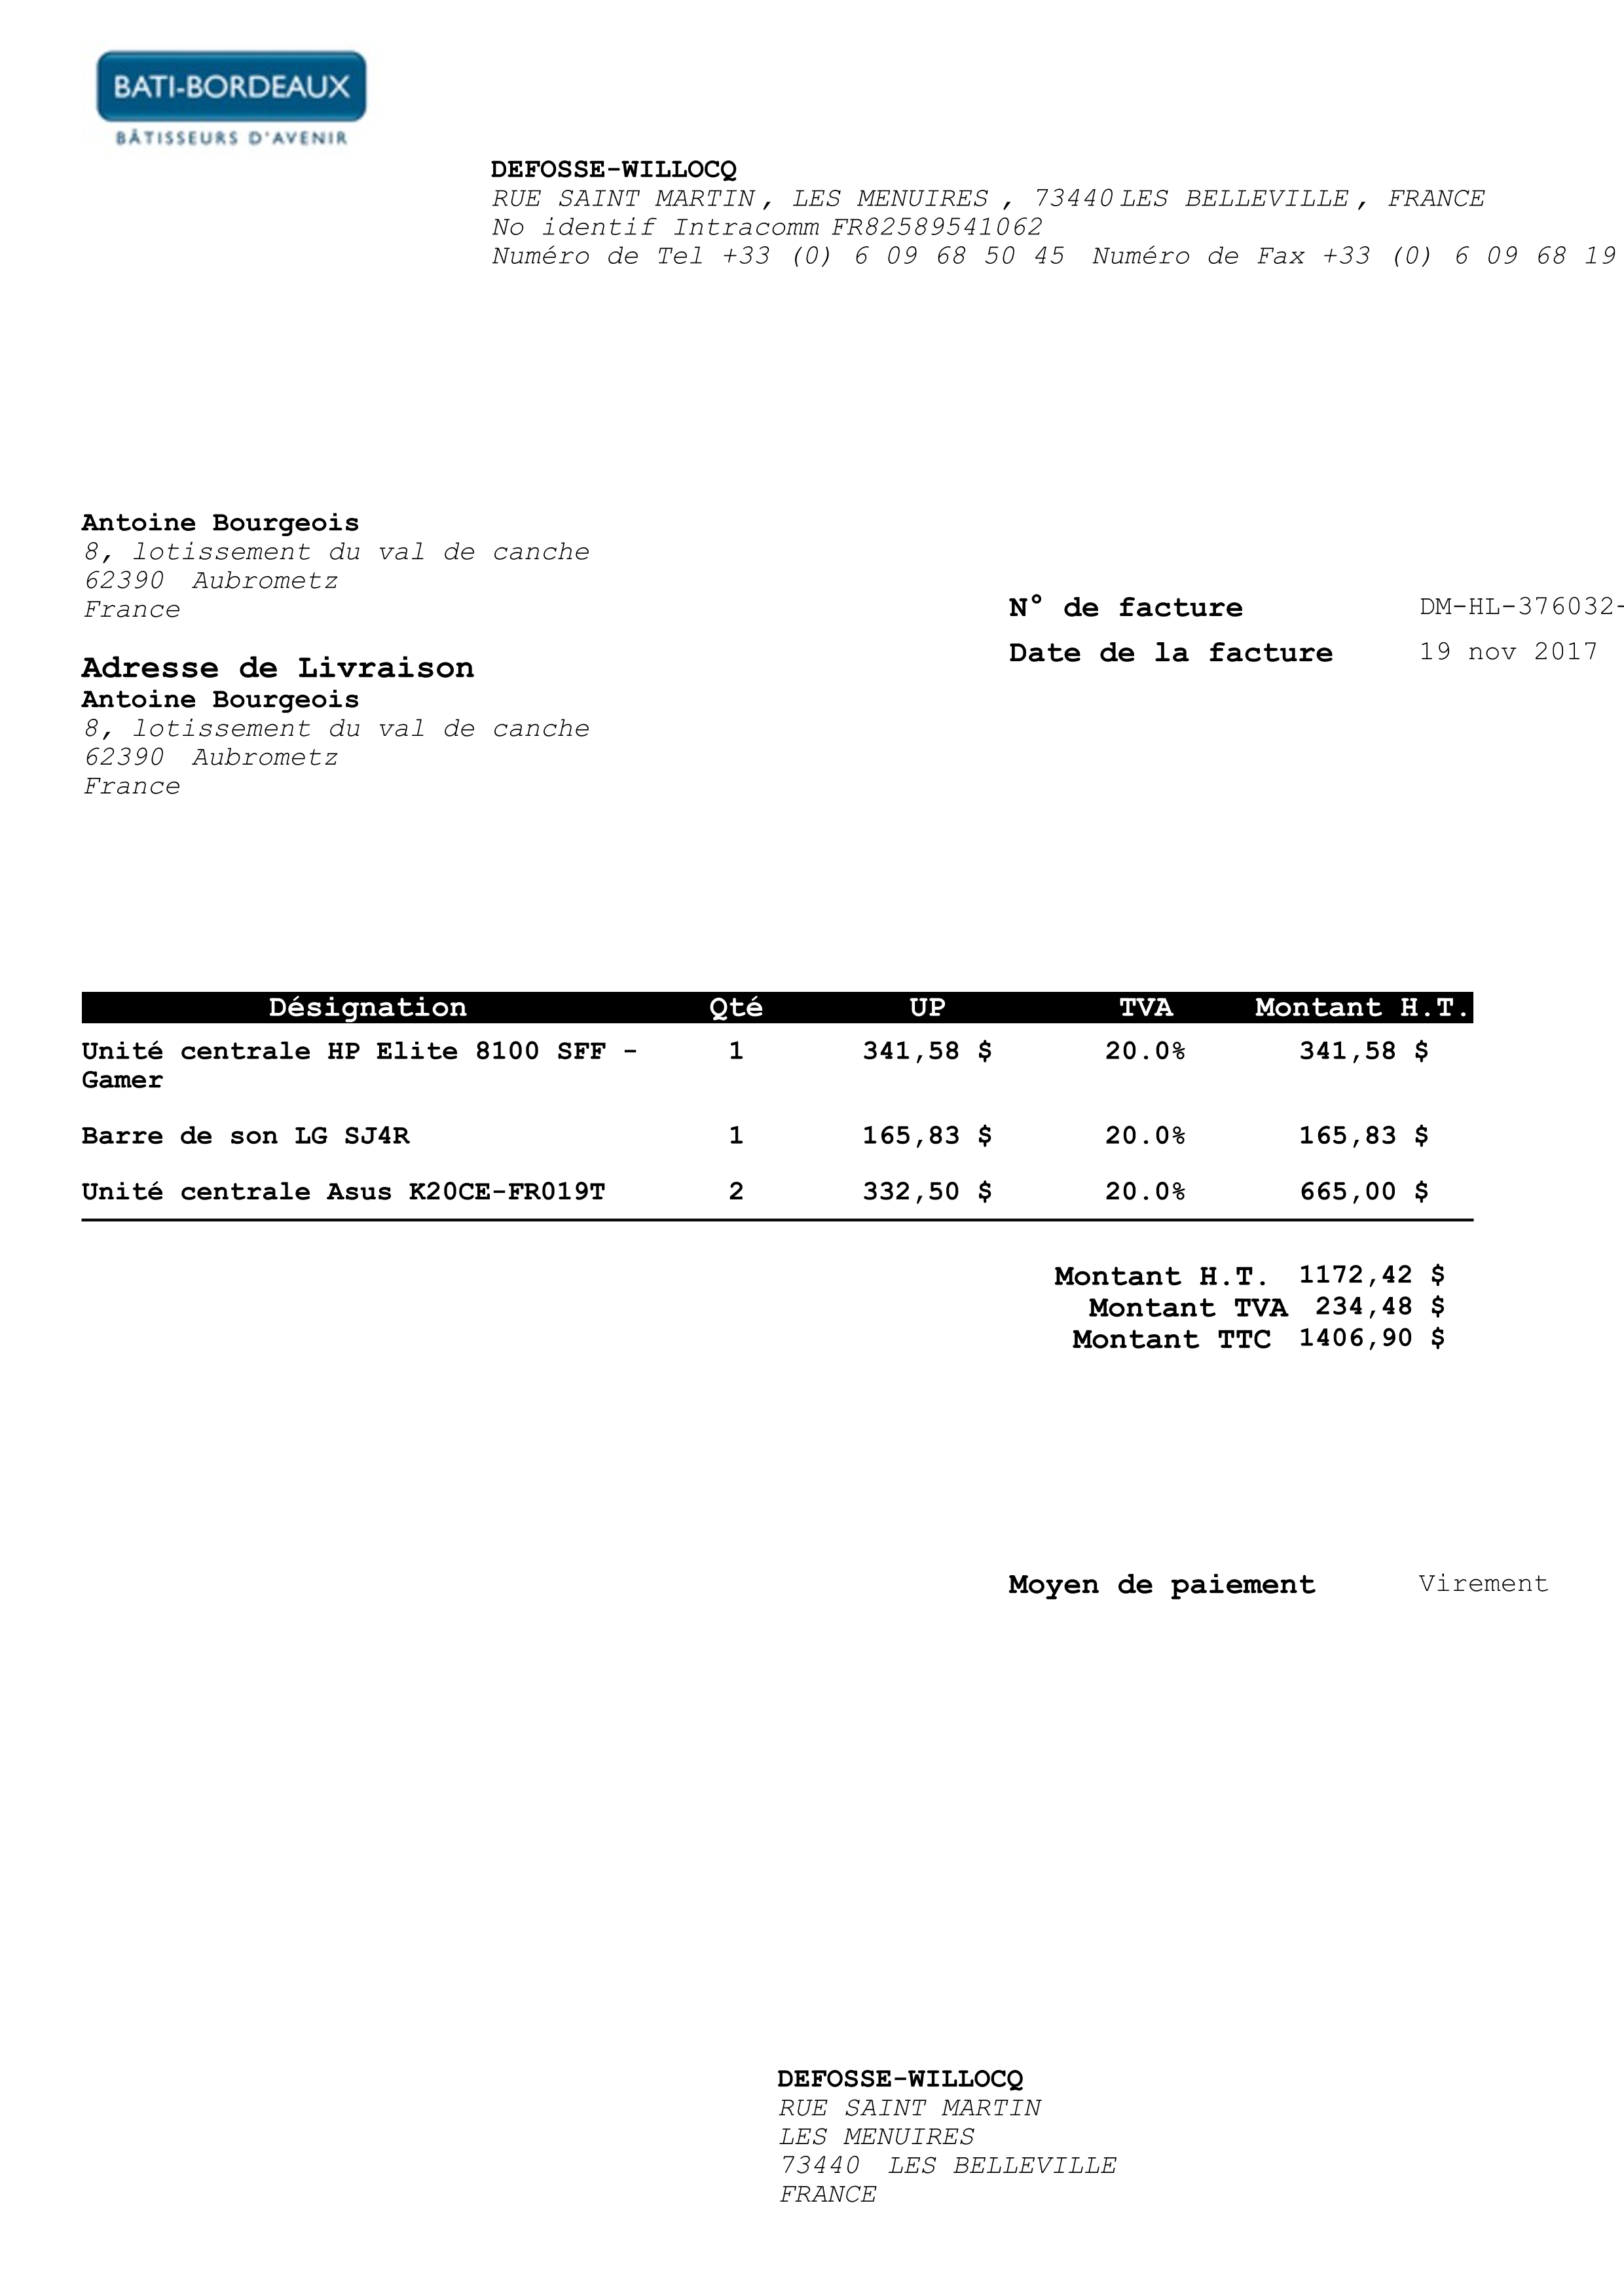 BATI-BORDEAUX
BÂTISSEURS D'AVENIR
DEFOSSE-WILLOCQ
RUE SAINT MARTIN , LES MENUIRES , 73440 LES BELLEVILLE , FRANCE
No identif Intracomm FR82589541062
Numéro de Tel +33 (0) 6 09 68 50 45 Numéro de Fax +33 (0) 6 09 68 19
Antoine Bourgeois
8, lotissement du val de canche
62390 Aubrometz
France
N° de facture DM-HL-376032-
Date de la facture 19 nov 2017
Adresse de Livraison
Antoine Bourgeois
8, lotissement du val de canche
62390 Aubrometz
France
Désignation Qté UP TVA Montant H.T.
Unité centrale HP Elite 8100 SFF - 1 341,58 $ 20.0% 341,58 $
Gamer
Barre de son LG SJ4R 1 165,83 $ 20.0% 165,83 $
Unité centrale Asus K20CE-FR019T 2 332,50 $ 20.0% 665,00 $
Montant H.T. 1172,42 $
Montant TVA 234,48 $
Montant TTC 1406,90 $
Moyen de paiement Virement
DEFOSSE-WILLOCQ
RUE SAINT MARTIN
LES MENUIRES
73440 LES BELLEVILLE
FRANCE